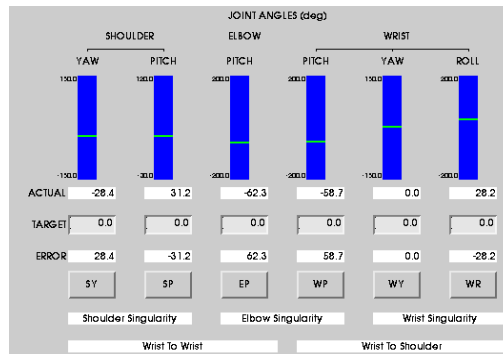 JOINT ANGLES (deg)
SHOULDER ELBOW WRIST
YAW PITCH PITCH PITCH YAW ROLL
150.0 120.0 200.0 200.0 150.0 200.0
-150.0 -30.0 -200.0 -200.0 -150.0 -200.0
ACTUAL -28.4 31.2 -62.3 -58.7 0.0 28.2
TARGET 0.0 0.0 0.0 0.0 0.0 0.0
ERROR 28.4 -31.2 62.3 58.7 0.0 -28.2
SY SP EP WP WY WR
Shoulder Singularity Elbow Singularity Wrist Singularity
Wrist To Wrist Wrist To Shoulder